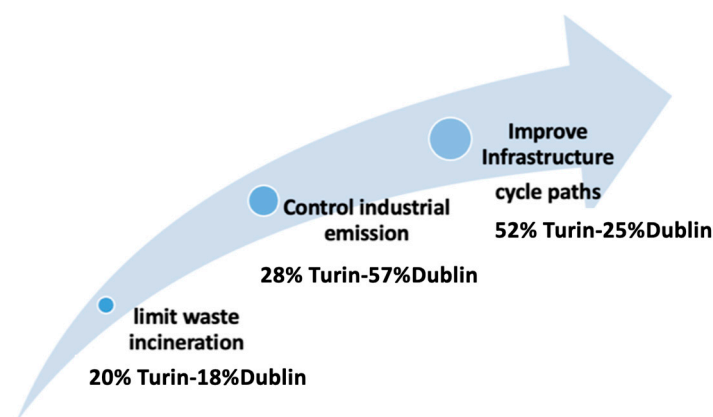 Improve
Infrastructure
cycle paths
52% Turin-25%Dublin
Control industrial
emission
28% Turin-57%Dublin
limit waste
incineration
20% Turin-18%Dublin